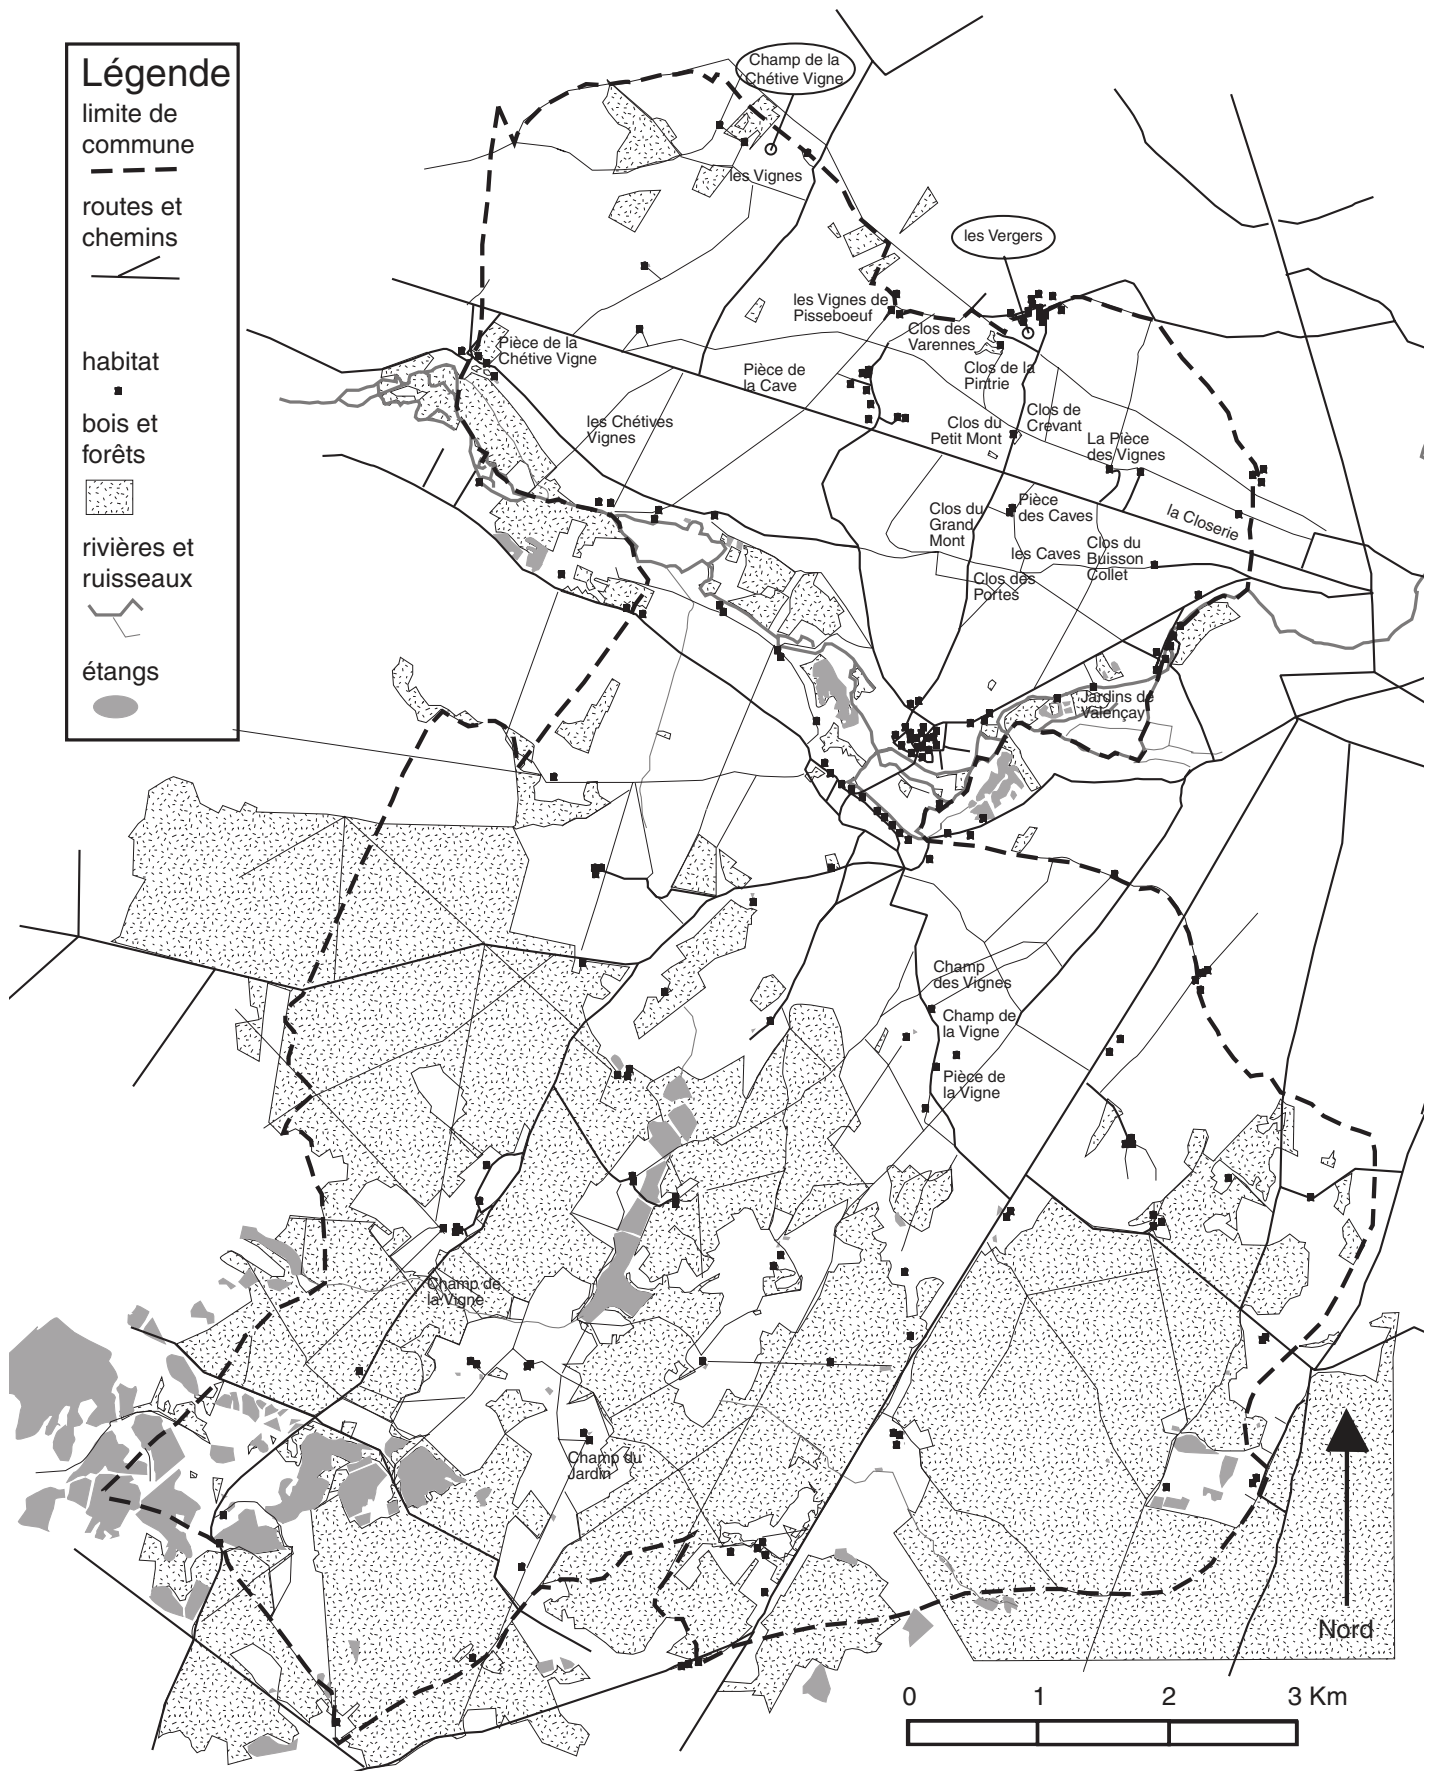 Légende
limite de
commune
routes et
chemins
habitat
bois et
forêts
rivières et
ruisseaux
étangs
Champ de la
Chétive Vigne
les Vignes
les Vergers
les Vignes de
Pisseboeuf
Clos des
Varennes
Pièce de la
Chétive Vigne
Pièce de
la Cave
Clos de la
Pintrie
les Chétives
Vignes
Clos du
Petit Mont
Clos de
Crevant
La Pièce
des Vignes
Clos du
Grand
Mont
Pièce
des Caves
la Closerie
les Caves
Clos du
Buisson
Collet
Clos des
Portes
Jardins de
Valençay
Champ
des Vignes
Champ de
la Vigne
Pièce de
la Vigne
Champ de
la Vigne
Champ du
Jardin
Nord
0 1 2 3 Km